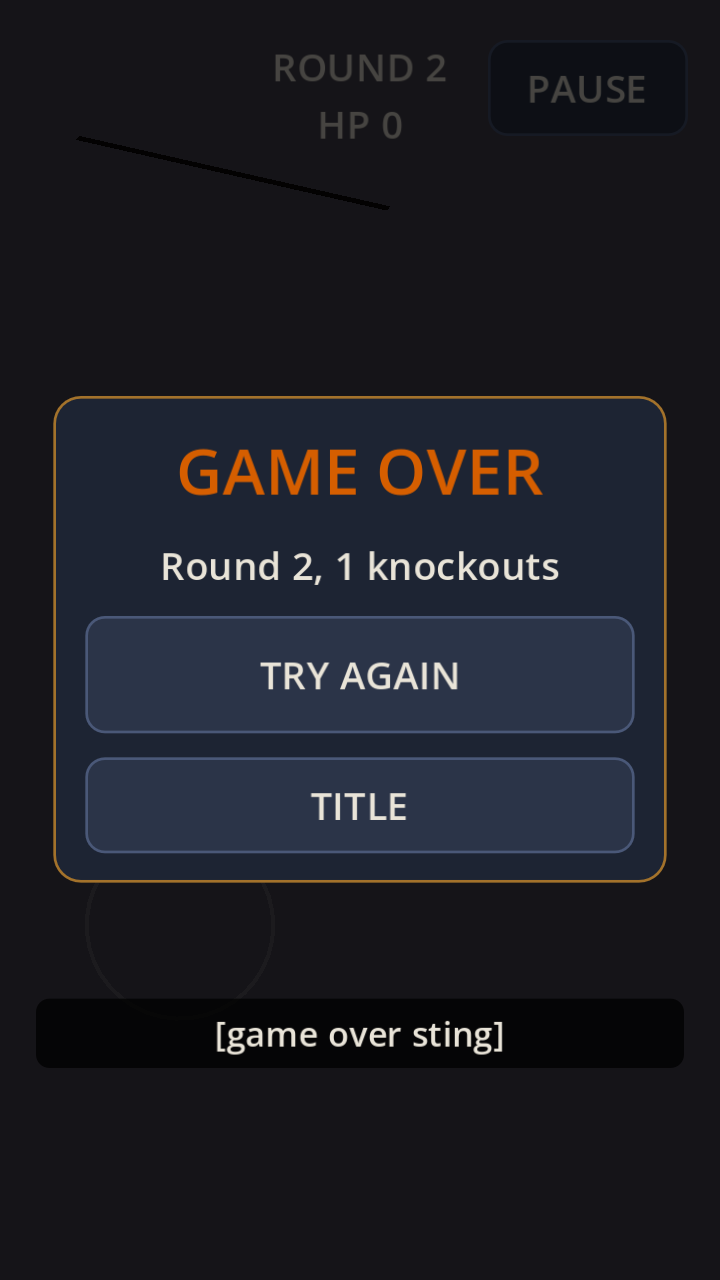 ROUND 2
HP 0
PAUSE
GAME OVER
Round 2, 1 knockouts
TRY AGAIN
TITLE
[game over sting]